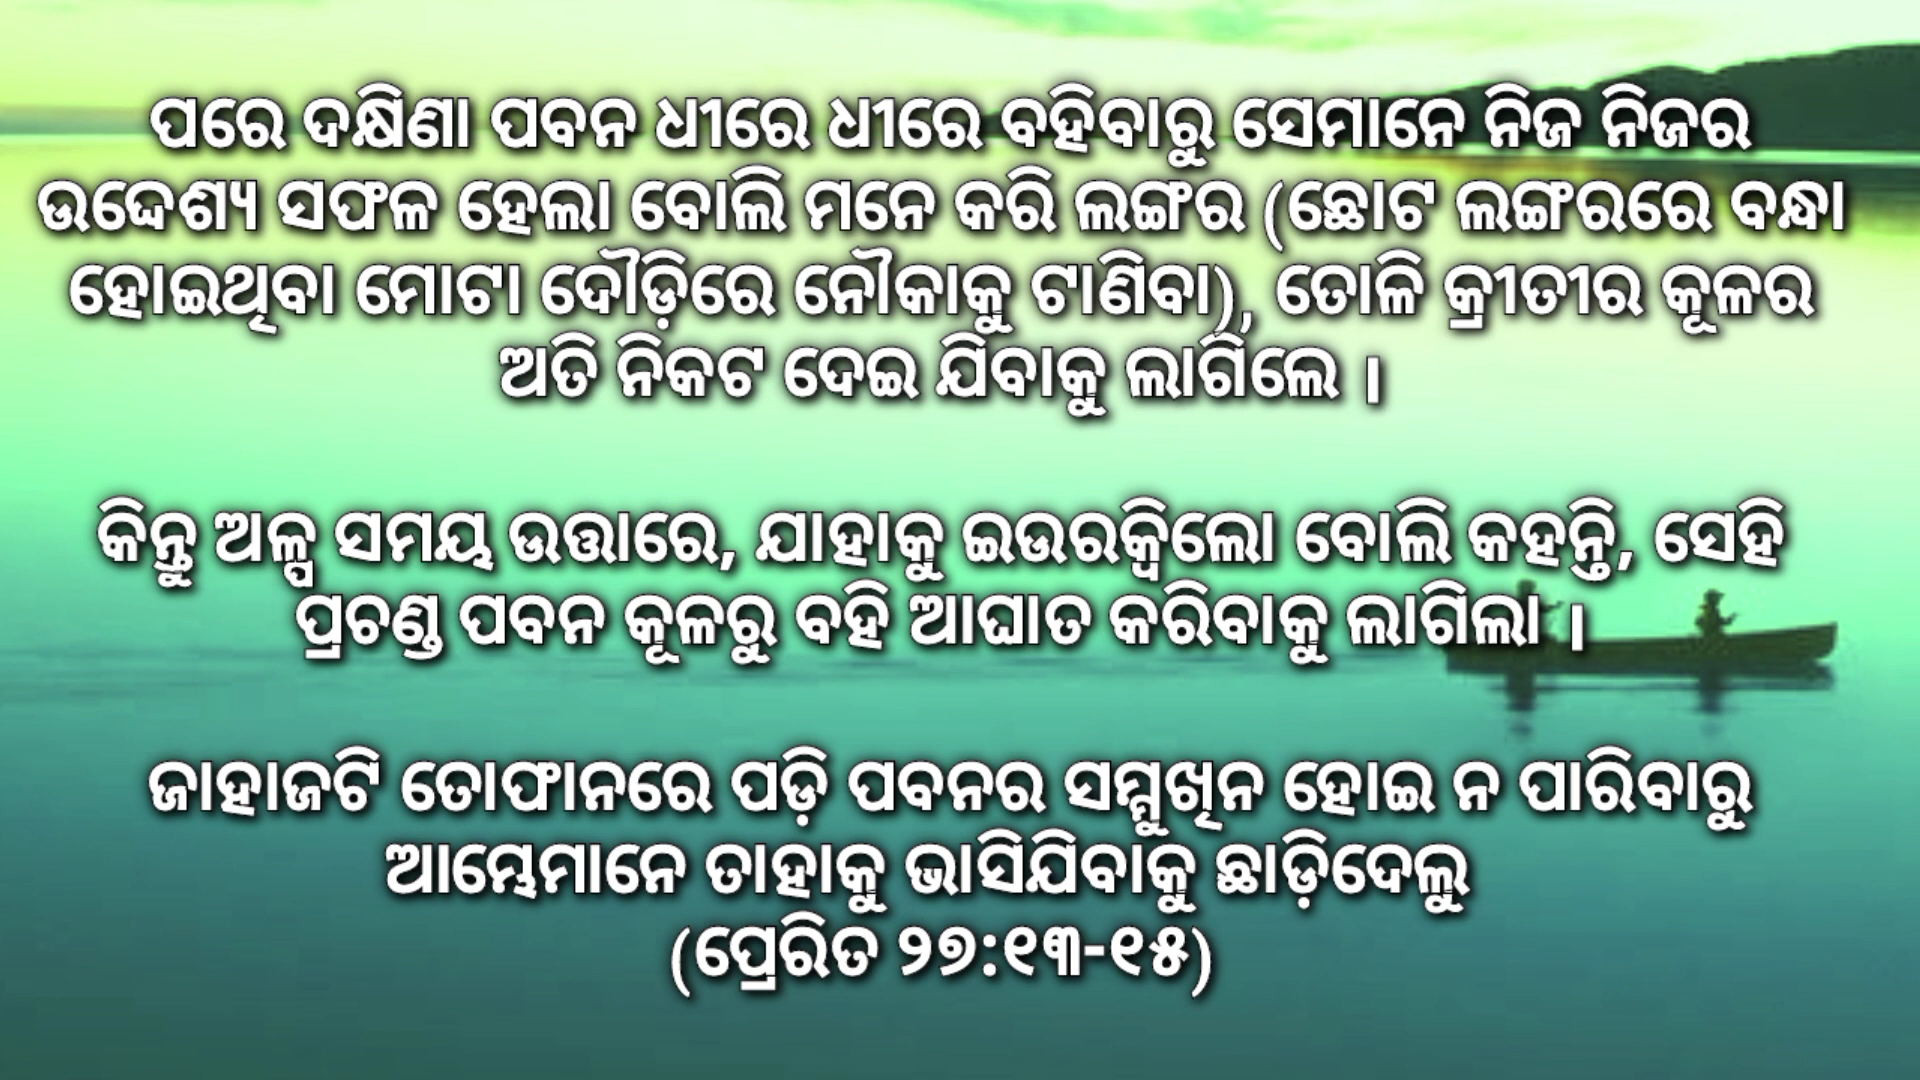 ପରେ ଦକ୍ଷିଣା ପବନ ଧୀରେ ଧୀରେ ବହିବାରୁ ସେମାନେ ନିଜ ନିଜର
ଉଦ୍ଦେଶ୍ୟ ସଫଳ ହେଲା ବୋଲି ମନେ କରି ଲଙ୍ଗର (ଛୋଟ ଲଙ୍ଗରରେ ବନ୍ଧା
ହୋଇଥିବା ମୋଟା ଦୌଡ଼ିରେ ନୌକାକୁ ଟାଣିବା), ତୋଳି କ୍ରୀତୀର କୂଳର
ଅତି ନିକଟ ଦେଇ ଯିବାକୁ ଲାଗିଲେ ।
କିନ୍ତୁ ଅଳ୍ପ ସମୟ ଉତ୍ତାରେ, ଯାହାକୁ ଇଉରକ୍ୱିଲୋ ବୋଲି କହନ୍ତି, ସେହି
ପ୍ରଚଣ୍ଡ ପବନ କୂଳରୁ ବହି ଆଘାତ କରିବାକୁ ଲାଗିଲା ।
ଜାହାଜଟି ତୋଫାନରେ ପଡ଼ି ପବନର ସମ୍ମୁଖିନ ହୋଇ ନ ପାରିବାରୁ
ଆମ୍ଭେମାନେ ତାହାକୁ ଭାସିଯିବାକୁ ଛାଡ଼ିଦେଲୁ
(ପ୍ରେରିତ ୨୭:୧୩-୧୫)